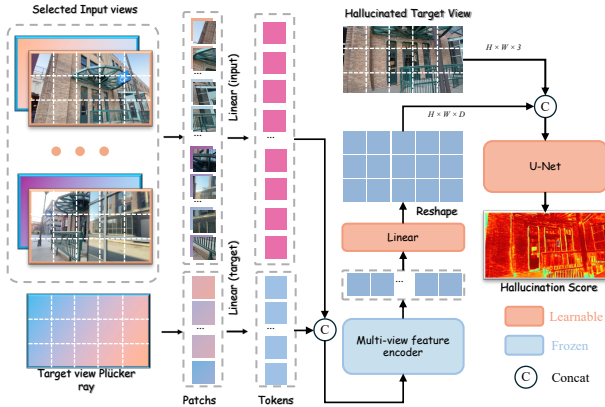 Selected Input views
Hallucinated Target View
H × W × 3
Linear (input)
...
...
C
H × W × D
U-Net
...
...
Reshape
Linear
Hallucination Score
...
Linear (target)
Learnable
...
...
C
Multi-view feature
encoder
Frozen
C
Concat
Target view Plücker
ray
Patchs
Tokens